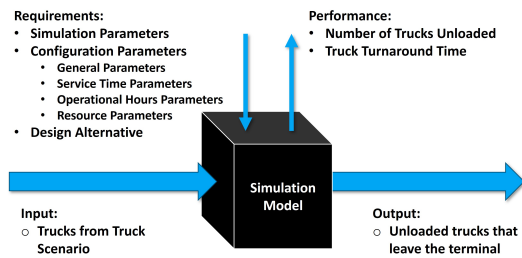 Requirements:
• Simulation Parameters
• Configuration Parameters
• General Parameters
• Service Time Parameters
• Operational Hours Parameters
• Resource Parameters
• Design Alternative
Performance:
• Number of Trucks Unloaded
• Truck Turnaround Time
Simulation
Model
Input:
○ Trucks from Truck
Scenario
Output:
○ Unloaded trucks that
leave the terminal